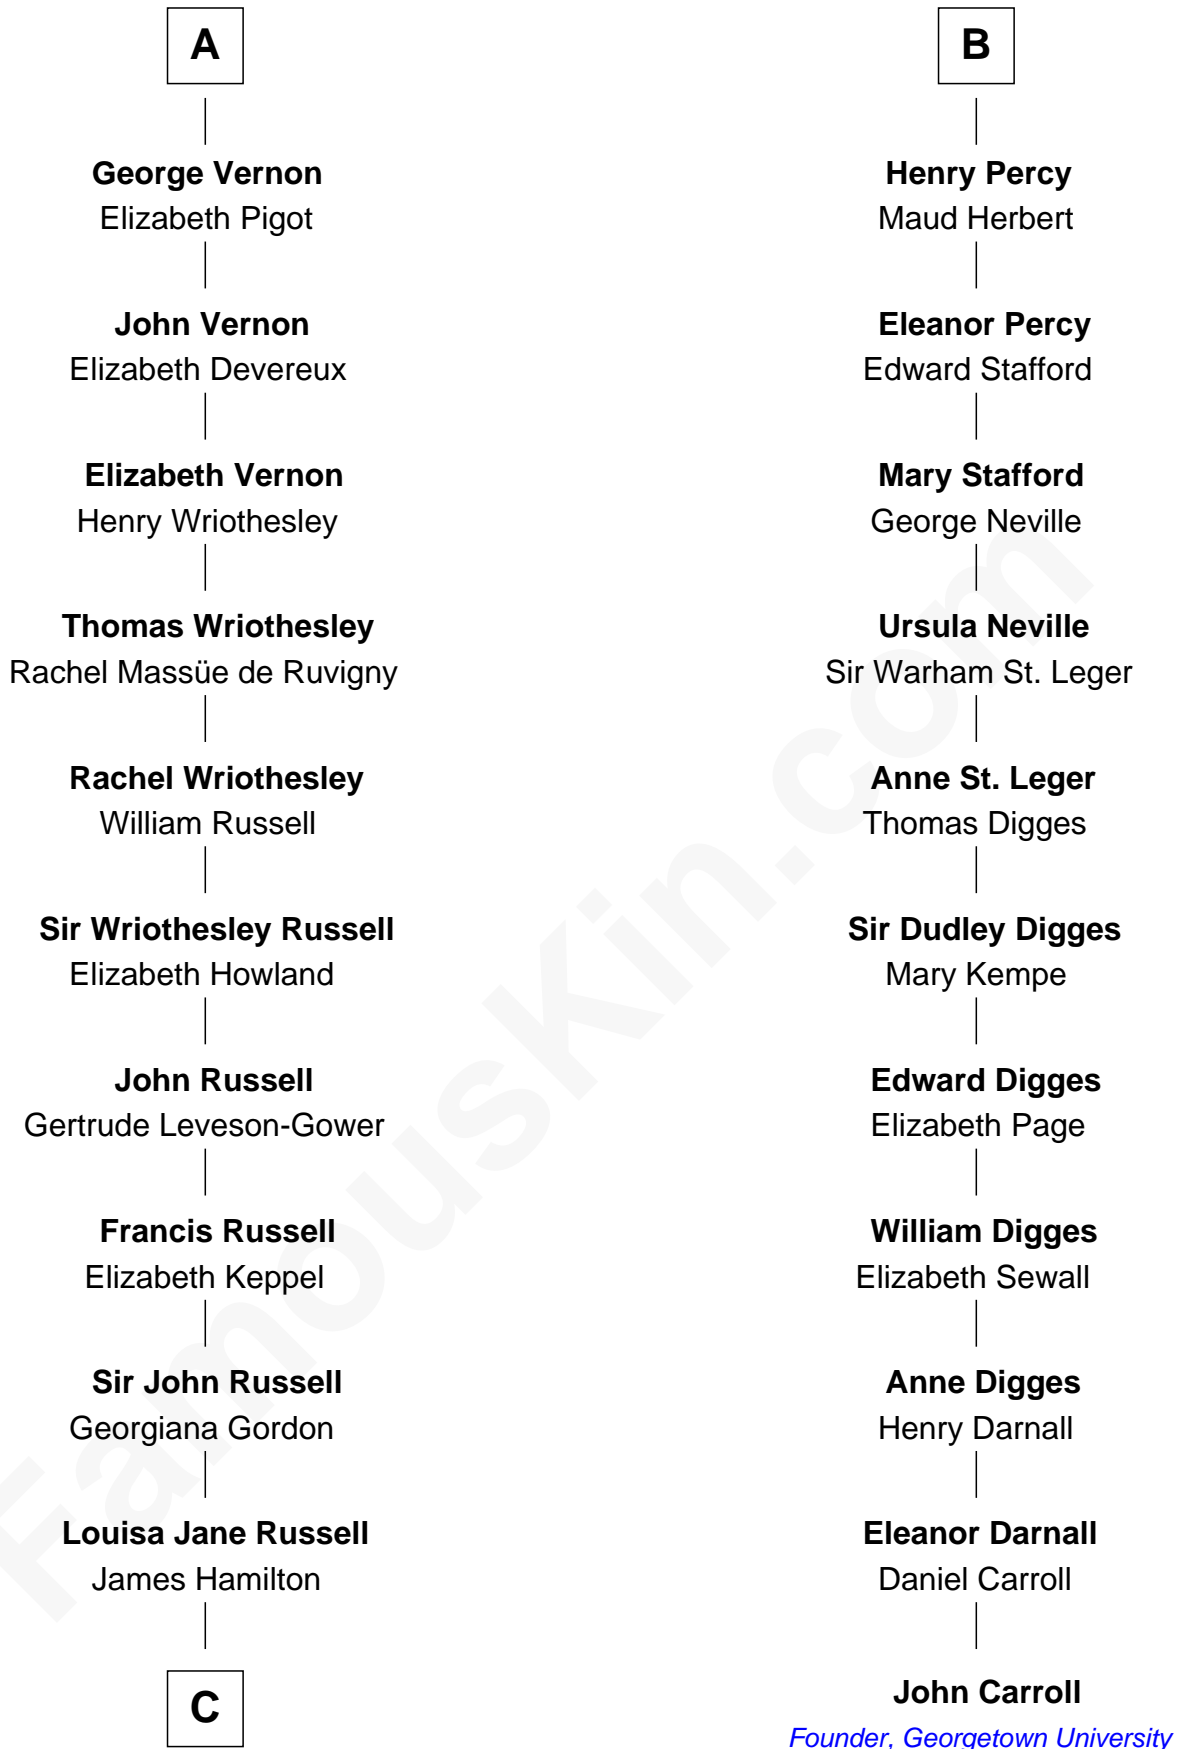 A
George Vernon
Elizabeth Pigot
John Vernon
Elizabeth Devereux
Elizabeth Vernon
Henry Wriothesley
Thomas Wriothesley
Rachel Massüe de Ruvigny
Rachel Wriothesley
William Russell
Sir Wriothesley Russell
Elizabeth Howland
John Russell
Gertrude Leveson-Gower
Francis Russell
Elizabeth Keppel
Sir John Russell
Georgiana Gordon
Louisa Jane Russell
James Hamilton
C
B
Henry Percy
Maud Herbert
Eleanor Percy
Edward Stafford
Mary Stafford
George Neville
Ursula Neville
Sir Warham St. Leger
Anne St. Leger
Thomas Digges
Sir Dudley Digges
Mary Kempe
Edward Digges
Elizabeth Page
William Digges
Elizabeth Sewall
Anne Digges
Henry Darnall
Eleanor Darnall
Daniel Carroll
John Carroll
Founder, Georgetown University
FamousKin.com